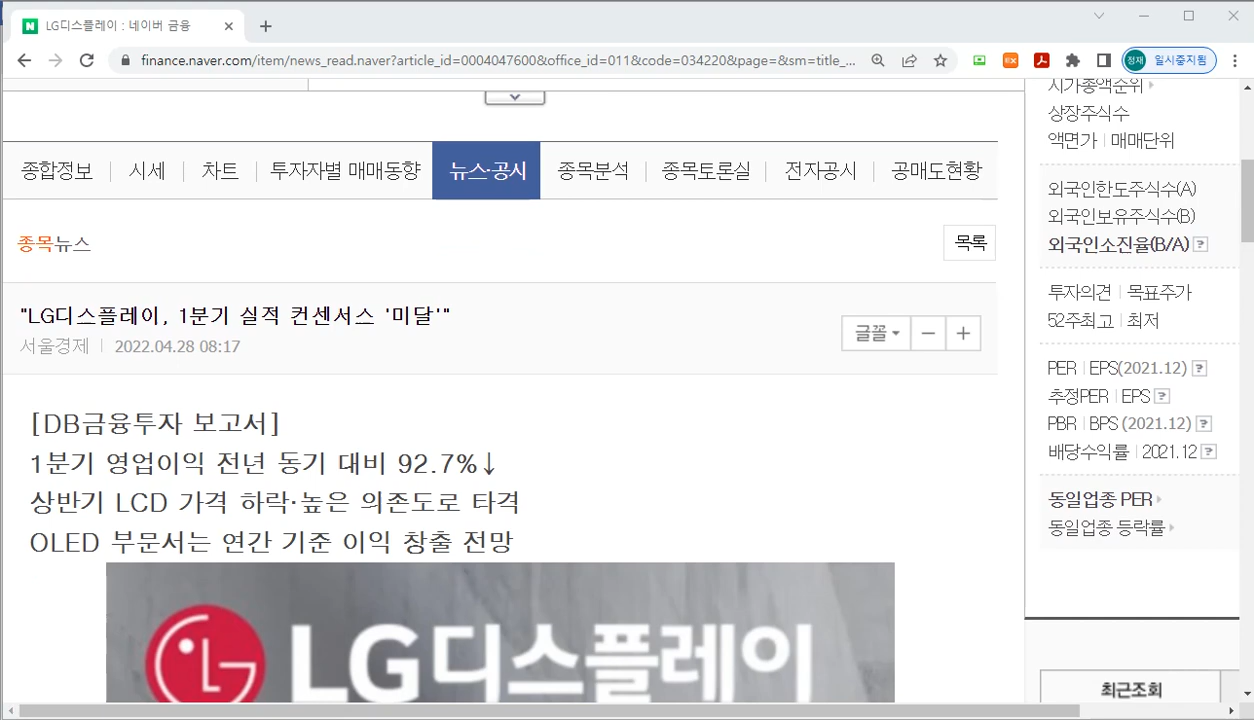 LG디스플레이 : 네이버 금융
finance.naver.com/item/news_read.naver?article_id=0004047600&office_id=011&code=034220&page=&sm=title_...
EX
정재 일시중지됨
종합정보 시세 차트 투자자별 매매동향 뉴스·공시 종목분석 종목토론실 전자공시 공매도현황
종목뉴스
목록
"LG디스플레이, 1분기 실적 컨센서스 '미달'"
서울경제 2022.04.28 08:17
글꼴 − +
[DB금융투자 보고서]
1분기 영업이익 전년 동기 대비 92.7%↓
상반기 LCD 가격 하락·높은 의존도로 타격
OLED 부문서는 연간 기준 이익 창출 전망
LG디스플레이
시가총액순위
상장주식수
액면가 매매단위
외국인한도주식수(A)
외국인보유주식수(B)
외국인소진율(B/A) ?
투자의견 목표주가
52주최고 최저
PER EPS(2021.12) ?
추정PER EPS ?
PBR BPS (2021.12) ?
배당수익률 2021.12 ?
동일업종 PER
동일업종 등락률
최근조회